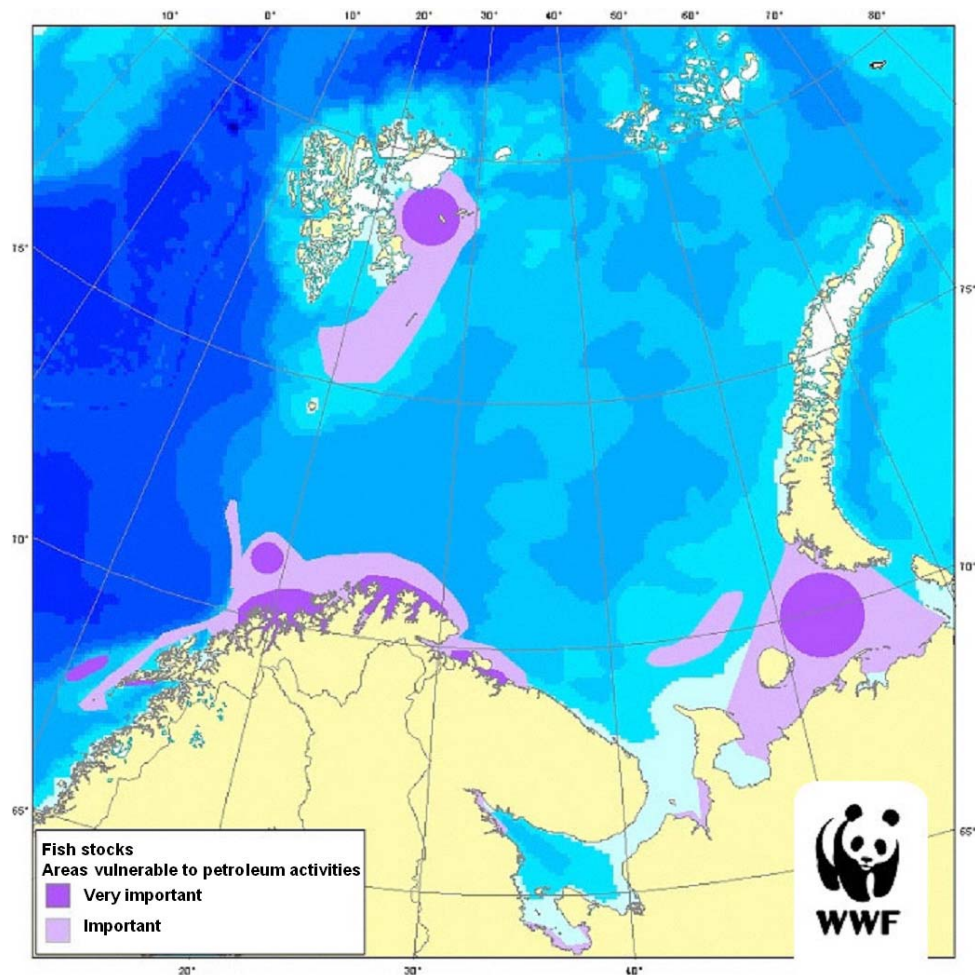 10° 0° 10° 20° 30° 40° 50° 60° 70° 80°
75° 75°
70° 70°
65° 65°
Fish stocks
Areas vulnerable to petroleum activities
Very important
Important
WWF
20° 30° 40°